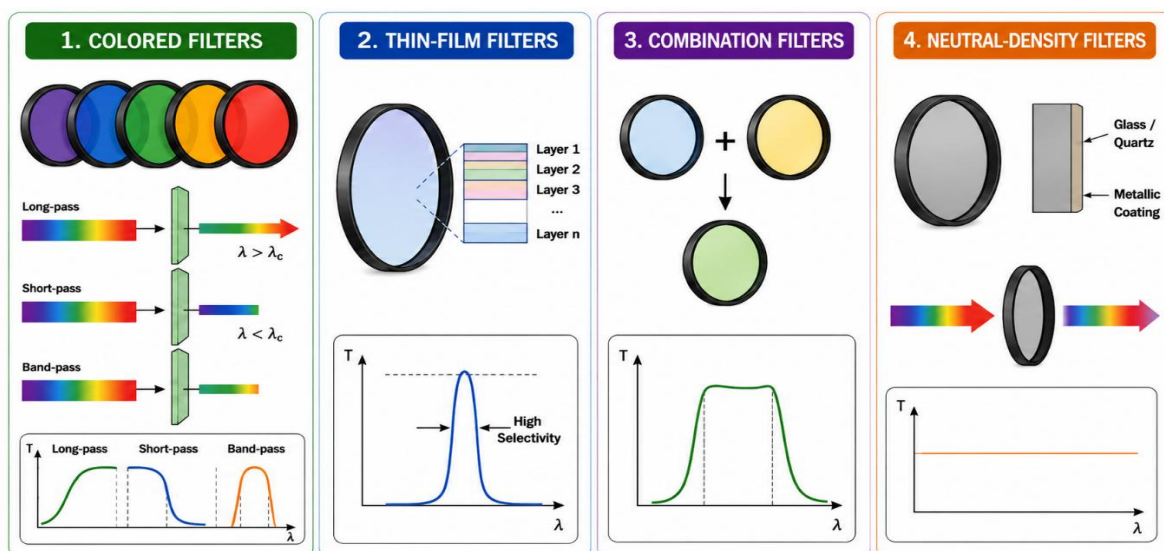 1. COLORED FILTERS
Long-pass
λ > λc
Short-pass
λ < λc
Band-pass
T
Long-pass
Short-pass
Band-pass
λ
2. THIN-FILM FILTERS
Layer 1
Layer 2
Layer 3
...
Layer n
T
High
Selectivity
λ
3. COMBINATION FILTERS
+
T
λ
4. NEUTRAL-DENSITY FILTERS
Glass /
Quartz
Metallic
Coating
T
λ